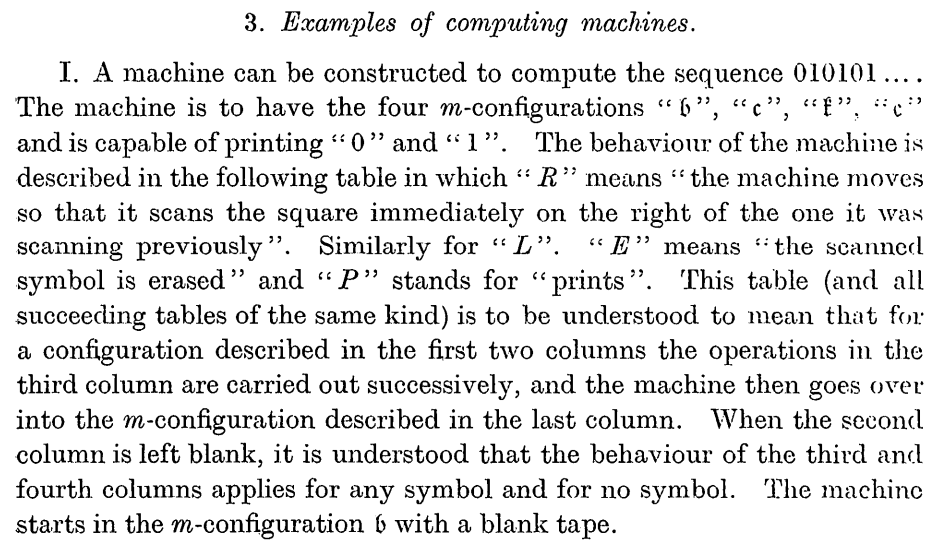 3. Examples of computing machines.
I. A machine can be constructed to compute the sequence 010101....
The machine is to have the four m-configurations “𝔟”, “𝔠”, “𝔣”, “𝔢”
and is capable of printing “0” and “1”. The behaviour of the machine is
described in the following table in which “R” means “the machine moves
so that it scans the square immediately on the right of the one it was
scanning previously”. Similarly for “L”. “E” means “the scanned
symbol is erased” and “P” stands for “prints”. This table (and all
succeeding tables of the same kind) is to be understood to mean that for
a configuration described in the first two columns the operations in the
third column are carried out successively, and the machine then goes over
into the m-configuration described in the last column. When the second
column is left blank, it is understood that the behaviour of the third and
fourth columns applies for any symbol and for no symbol. The machine
starts in the m-configuration 𝔟 with a blank tape.